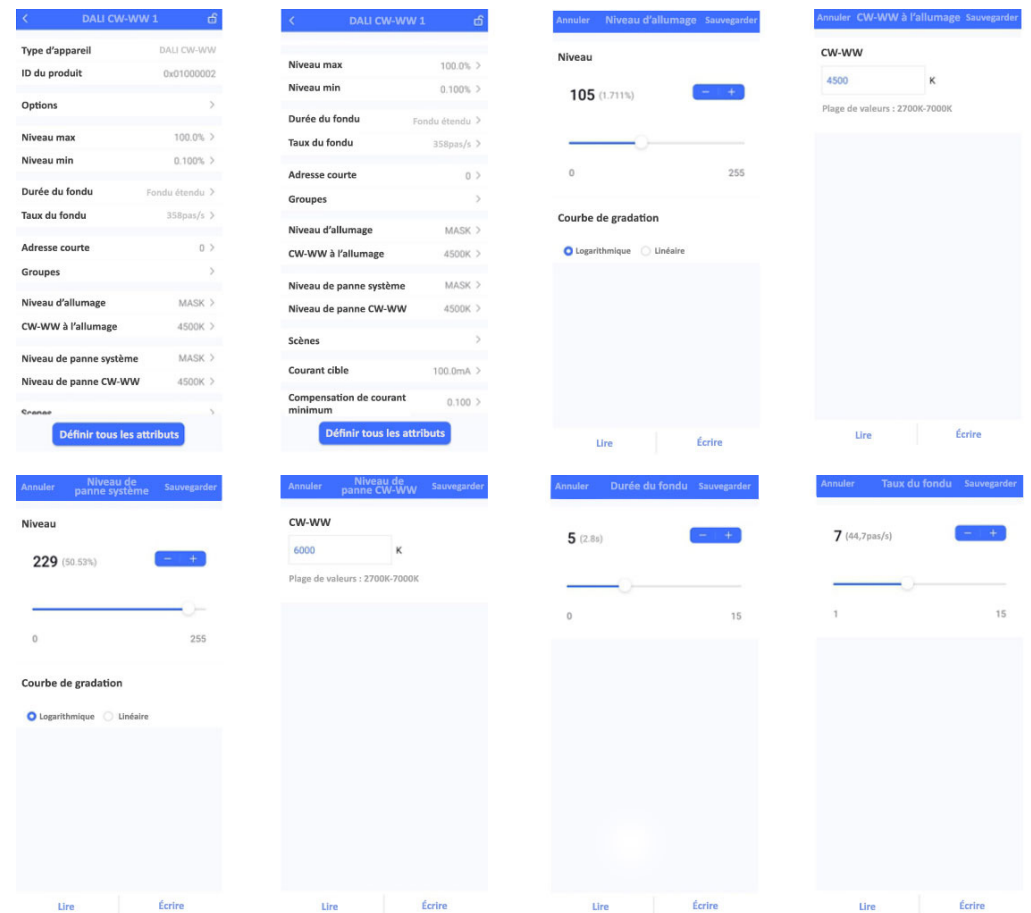 DALI CW-WW 1
Type d'appareil DALI CW-WW
ID du produit 0x01000002
Options
Niveau max 100.0%
Niveau min 0.100%
Durée du fondu Fondu étendu
Taux du fondu 358pas/s
Adresse courte 0
Groupes
Niveau d'allumage MASK
CW-WW à l'allumage 4500K
Niveau de panne système MASK
Niveau de panne CW-WW 4500K
Scenes
Définir tous les attributs
DALI CW-WW 1
Niveau max 100.0%
Niveau min 0.100%
Durée du fondu Fondu étendu
Taux du fondu 358pas/s
Adresse courte 0
Groupes
Niveau d'allumage MASK
CW-WW à l'allumage 4500K
Niveau de panne système MASK
Niveau de panne CW-WW 4500K
Scènes
Courant cible 100.0mA
Compensation de courant
minimum 0.100
Définir tous les attributs
Annuler Niveau d'allumage Sauvegarder
Niveau
105 (1.711%) − +
0 255
Courbe de gradation
Logarithmique Linéaire
Lire Écrire
Annuler CW-WW à l'allumage Sauvegarder
CW-WW
4500 K
Plage de valeurs : 2700K-7000K
Lire Écrire
Annuler Niveau de
panne système Sauvegarder
Niveau
229 (50.53%) − +
0 255
Courbe de gradation
Logarithmique Linéaire
Lire Écrire
Annuler Niveau de
panne CW-WW Sauvegarder
CW-WW
6000 K
Plage de valeurs : 2700K-7000K
Lire Écrire
Annuler Durée du fondu Sauvegarder
5 (2.8s) − +
0 15
Lire Écrire
Annuler Taux du fondu Sauvegarder
7 (44,7pas/s) − +
1 15
Lire Écrire